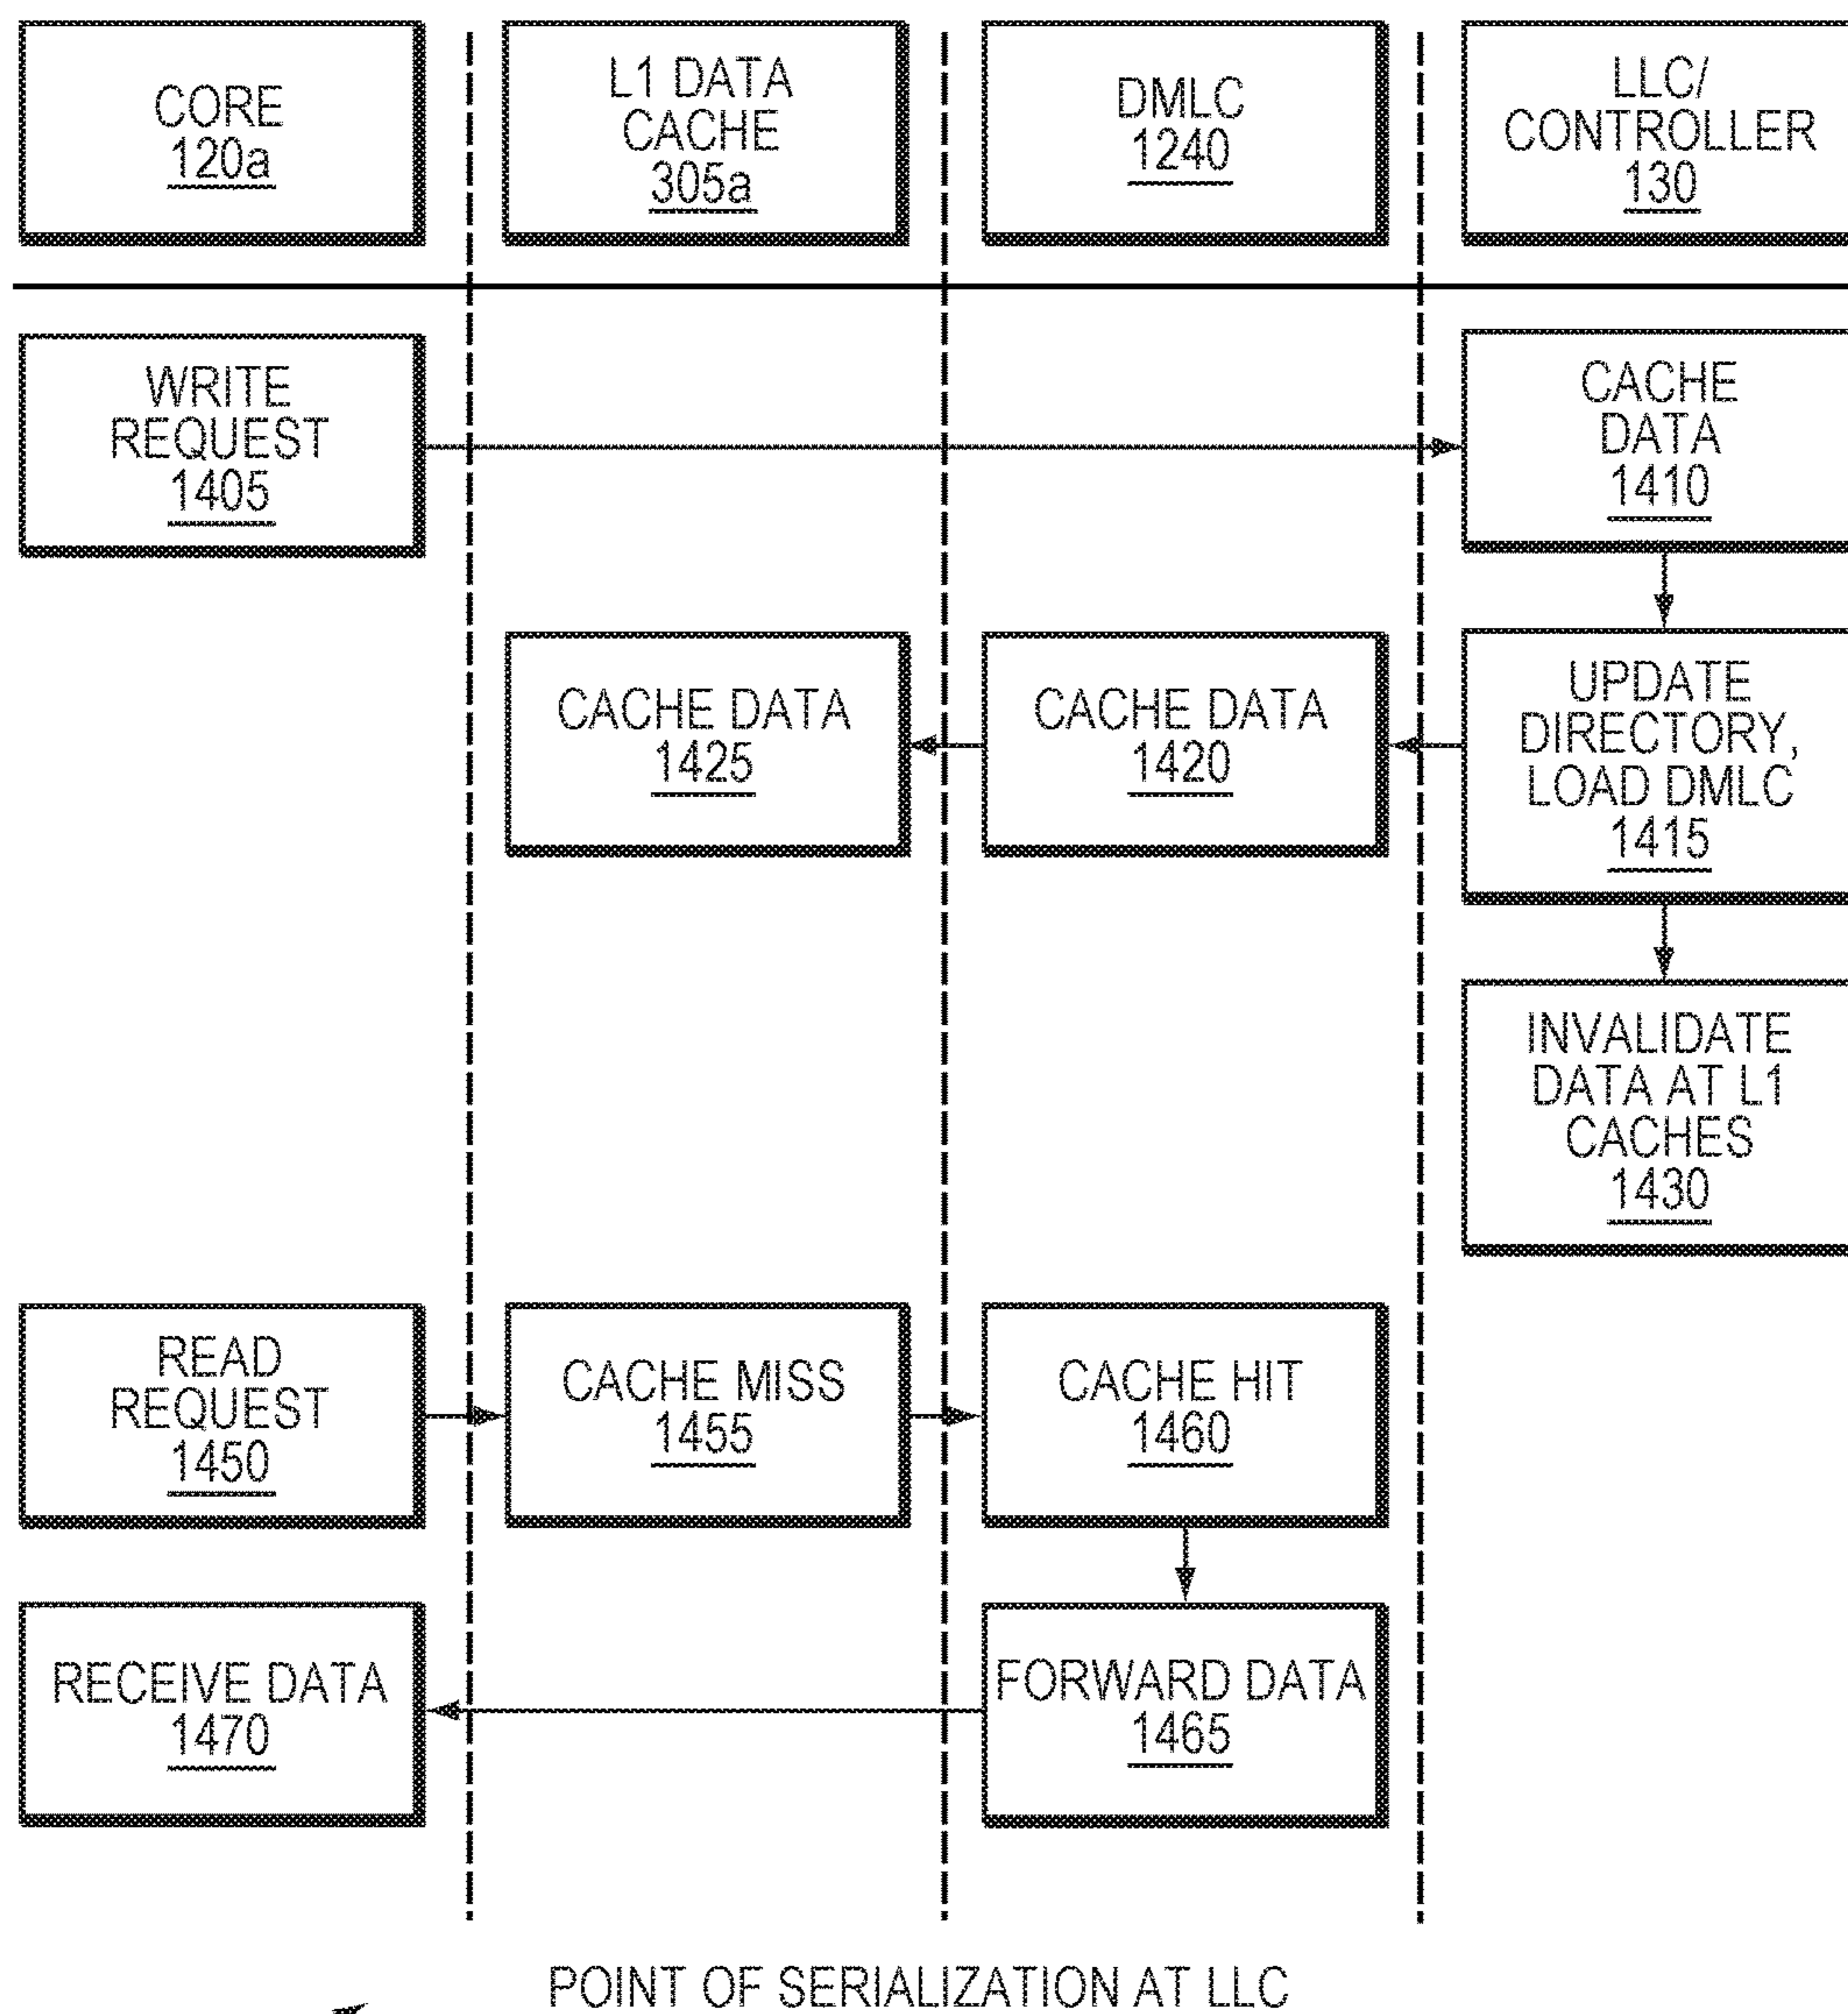 CORE
120a
L1 DATA
CACHE
305a
DMLC
1240
LLC/
CONTROLLER
130
WRITE
REQUEST
1405
CACHE
DATA
1410
CACHE DATA
1425
CACHE DATA
1420
UPDATE
DIRECTORY,
LOAD DMLC
1415
INVALIDATE
DATA AT L1
CACHES
1430
READ
REQUEST
1450
CACHE MISS
1455
CACHE HIT
1460
RECEIVE DATA
1470
FORWARD DATA
1465
POINT OF SERIALIZATION AT LLC